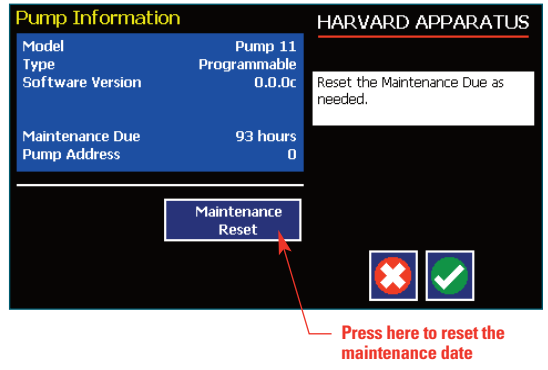 Pump Information
Model Pump 11
Type Programmable
Software Version 0.0.0c
Maintenance Due 93 hours
Pump Address 0
Maintenance
Reset
HARVARD APPARATUS
Reset the Maintenance Due as
needed.
Press here to reset the
maintenance date